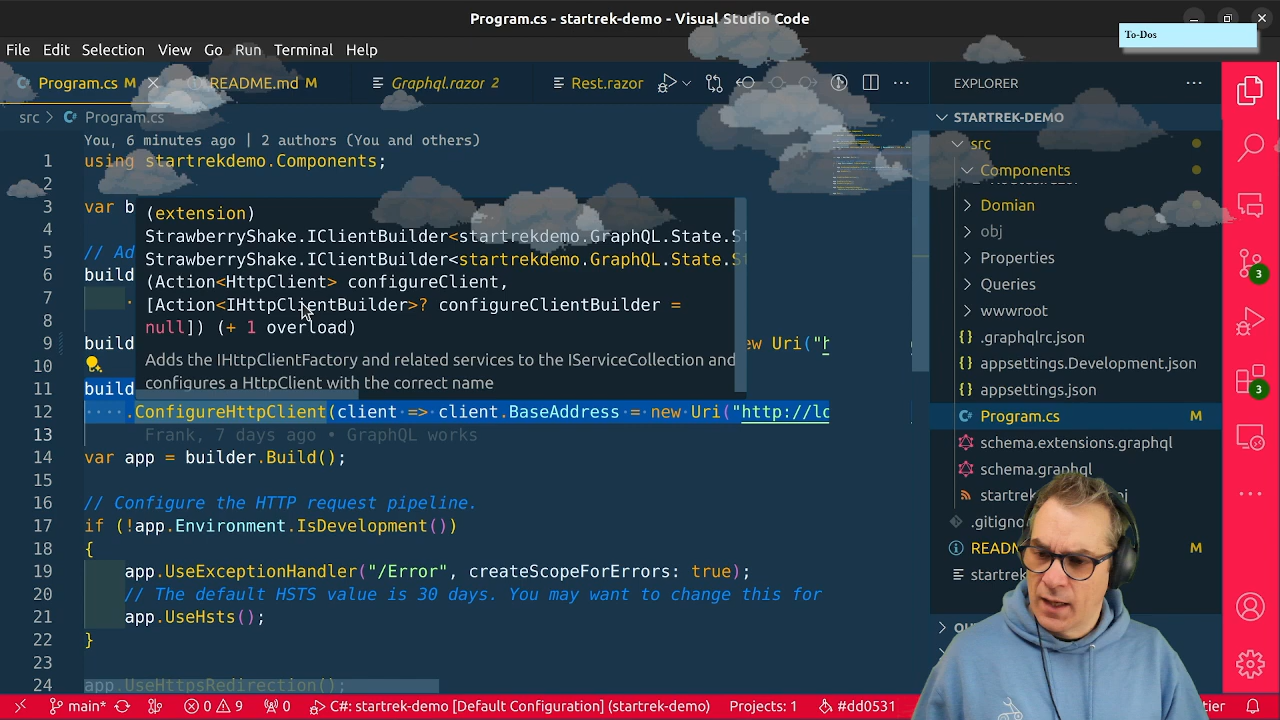 Program.cs - startrek-demo - Visual Studio Code
To-Dos
File Edit Selection View Go Run Terminal Help
Program.cs M README.md M Graphql.razor 2 Rest.razor
EXPLORER
src > Program.cs
STARTREK-DEMO
You, 6 minutes ago | 2 authors (You and others)
1 using startrekdemo.Components;
2
3 var b
4
5 // Ad
6 build
7 .
8
9 build ew Uri("h
10
11 build
12 ····.ConfigureHttpClient(client => client.BaseAddress = new Uri("http://lo
13 Frank, 7 days ago • GraphQL works
14 var app = builder.Build();
15
16 // Configure the HTTP request pipeline.
17 if (!app.Environment.IsDevelopment())
18 {
19 app.UseExceptionHandler("/Error", createScopeForErrors: true);
20 // The default HSTS value is 30 days. You may want to change this for
21 app.UseHsts();
22 }
23
24 app.UseHttpsRedirection();
(extension)
StrawberryShake.IClientBuilder<startrekdemo.GraphQL.State.S
StrawberryShake.IClientBuilder<startrekdemo.GraphQL.State.S
(Action<HttpClient> configureClient,
[Action<IHttpClientBuilder>? configureClientBuilder =
null]) (+ 1 overload)
Adds the IHttpClientFactory and related services to the IServiceCollection and
configures a HttpClient with the correct name
src
Components
Domian
obj
Properties
Queries
wwwroot
.graphqlrc.json
appsettings.Development.json
appsettings.json
Program.cs M
schema.extensions.graphql
schema.graphql
3
3
main* 0 9 0 C#: startrek-demo [Default Configuration] (startrek-demo) Projects: 1 #dd0531